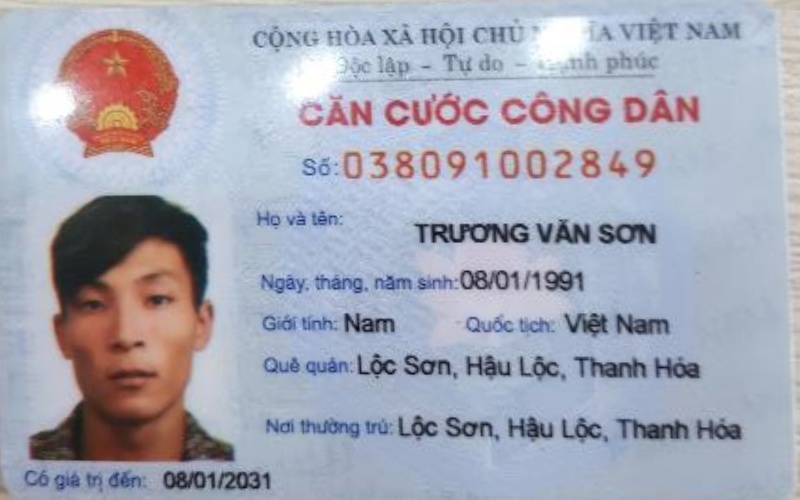 CỘNG HÒA XÃ HỘI CHỦ NGHĨA VIỆT NAM
Độc lập - Tự do - Hạnh phúc
CĂN CƯỚC CÔNG DÂN
Số: 038091002849
Họ và tên: TRƯƠNG VĂN SƠN
Ngày, tháng, năm sinh: 08/01/1991
Giới tính: Nam Quốc tịch: Việt Nam
Quê quán: Lộc Sơn, Hậu Lộc, Thanh Hóa
Nơi thường trú: Lộc Sơn, Hậu Lộc, Thanh Hóa
Có giá trị đến: 08/01/2031